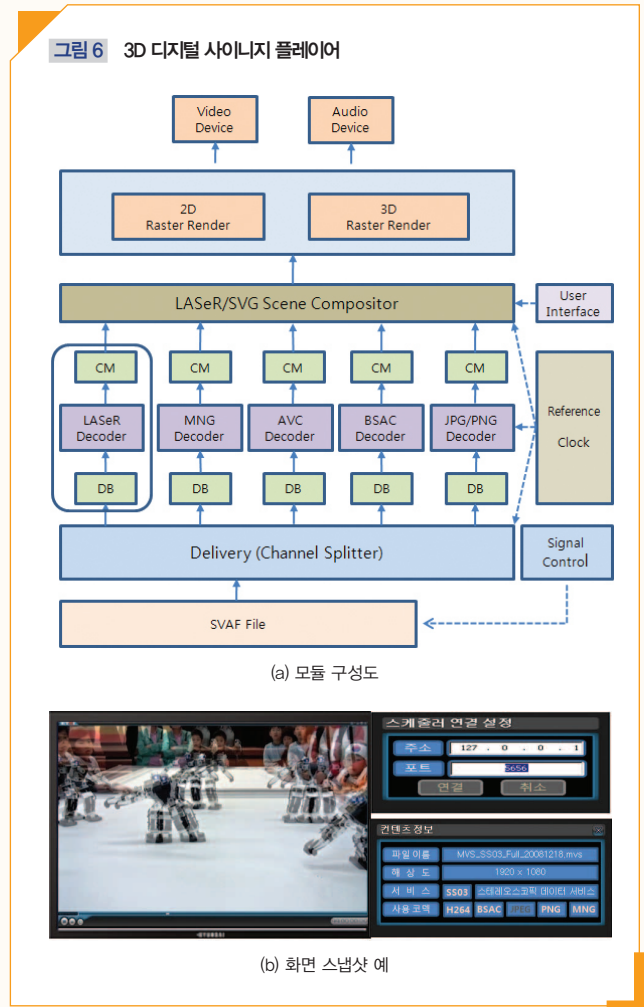 그림 6 3D 디지털 사이니지 플레이어
Video
Device
Audio
Device
2D
Raster Render
3D
Raster Render
LASeR/SVG Scene Compositor
User
Interface
CM
CM
CM
CM
CM
LASeR
Decoder
MNG
Decoder
AVC
Decoder
BSAC
Decoder
JPG/PNG
Decoder
Reference
Clock
DB
DB
DB
DB
DB
Delivery (Channel Splitter)
Signal
Control
SVAF File
(a) 모듈 구성도
스케줄러 연결 설정
주소 127 . 0 . 0 . 1
포트 5656
연결 취소
컨텐츠정보
파일이름 MVS_SS03_Full_20081218.mvs
해 상 도 1920 x 1080
서 비 스 SS03 스테레오스코픽 데이터 서비스
사용코멕 H264 BSAC JPEG PNG MNG
(b) 화면 스냅샷 예